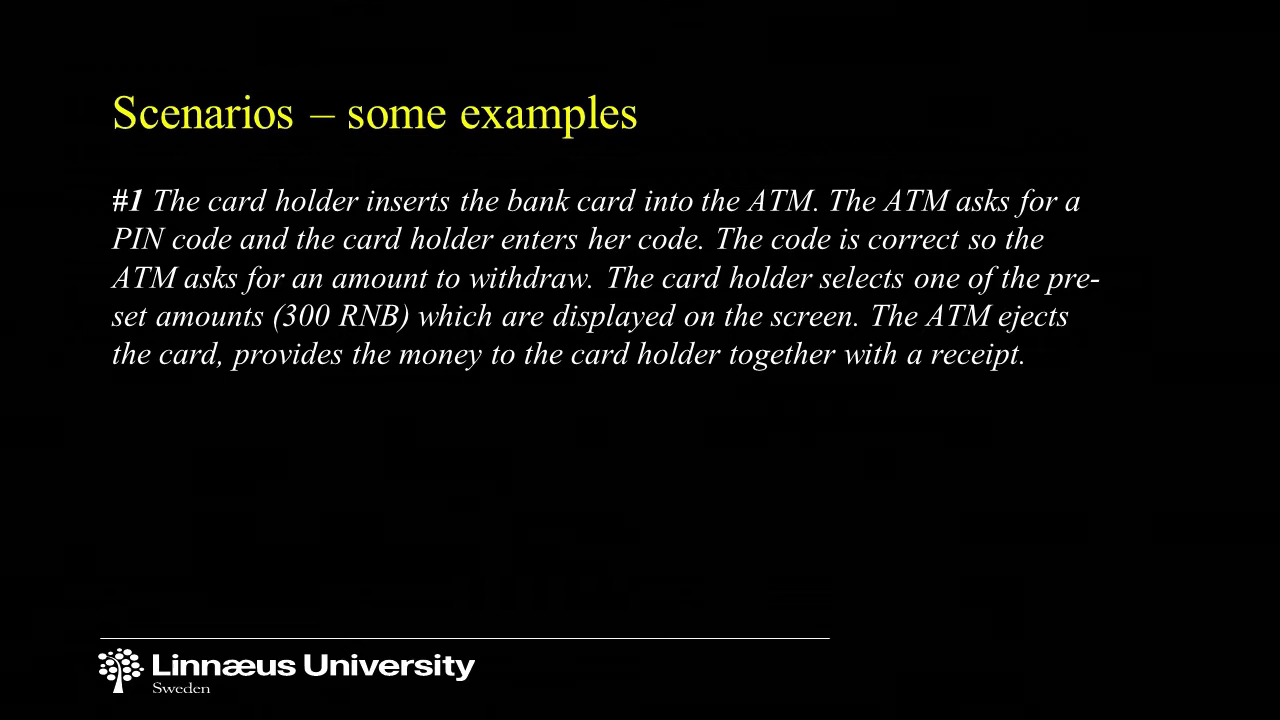 Scenarios – some examples
#1 The card holder inserts the bank card into the ATM. The ATM asks for a
PIN code and the card holder enters her code. The code is correct so the
ATM asks for an amount to withdraw. The card holder selects one of the pre-
set amounts (300 RNB) which are displayed on the screen. The ATM ejects
the card, provides the money to the card holder together with a receipt.
Linnæus University
Sweden